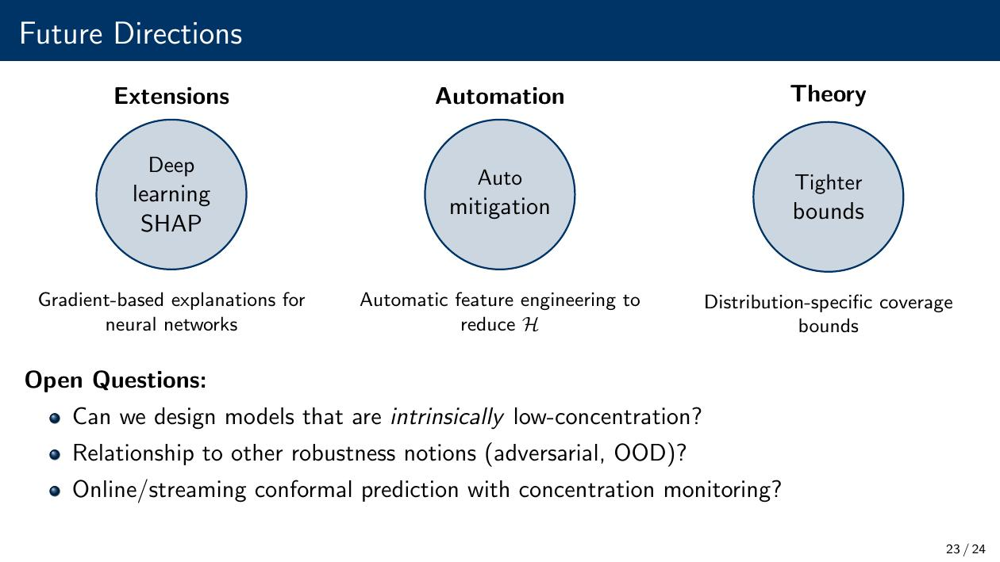 Future Directions
Extensions
Deep
learning
SHAP
Gradient-based explanations for
neural networks
Automation
Auto
mitigation
Automatic feature engineering to
reduce ℋ
Theory
Tighter
bounds
Distribution-specific coverage
bounds
Open Questions:
Can we design models that are intrinsically low-concentration?
Relationship to other robustness notions (adversarial, OOD)?
Online/streaming conformal prediction with concentration monitoring?
23 / 24